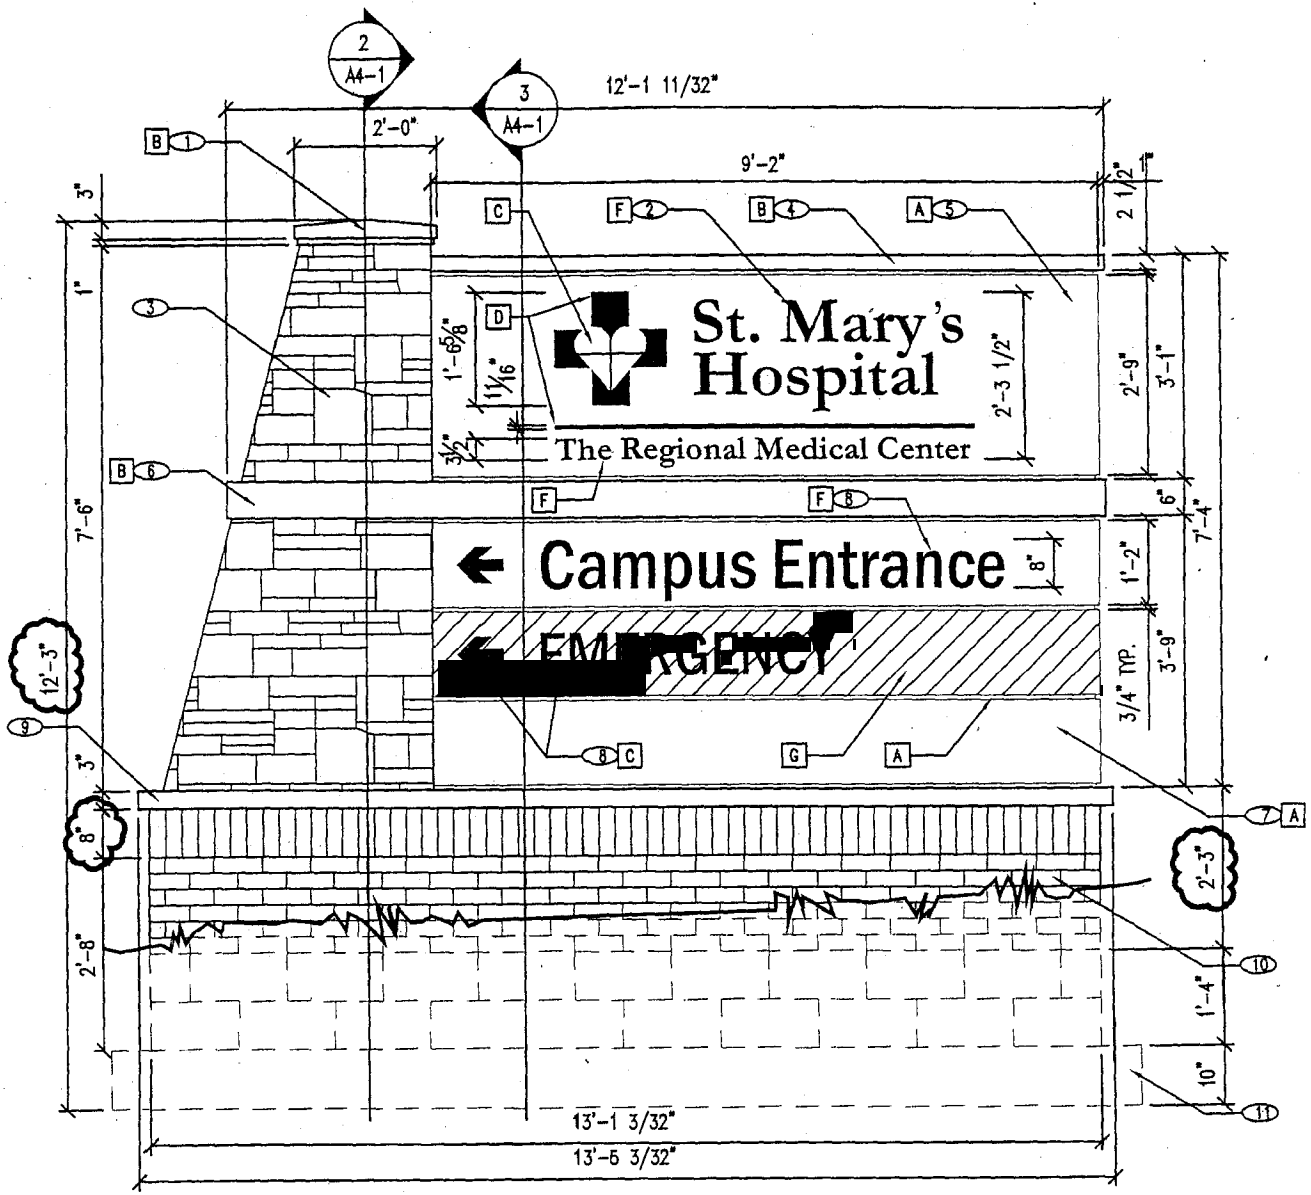 2
A4-1
3
A4-1
12'-1 11/32"
2'-0"
B 1
9'-2"
1"
2 1/2"
3"
C
F 2
B 4
A 5
1"
3
D
1'-6 5/8"
11/16"
3 1/2"
St. Mary's
Hospital
The Regional Medical Center
2'-3 1/2"
2'-9"
3'-1"
B 6
F
F 8
6"
7'-6"
7'-4"
Campus Entrance
8"
1'-2"
EMERGENCY
12'-3"
3/4" TYP.
3'-9"
9
3"
8 C
G
A
7 A
8"
2'-3"
2'-8"
10
1'-4"
10"
11
13'-1 3/32"
13'-5 3/32"